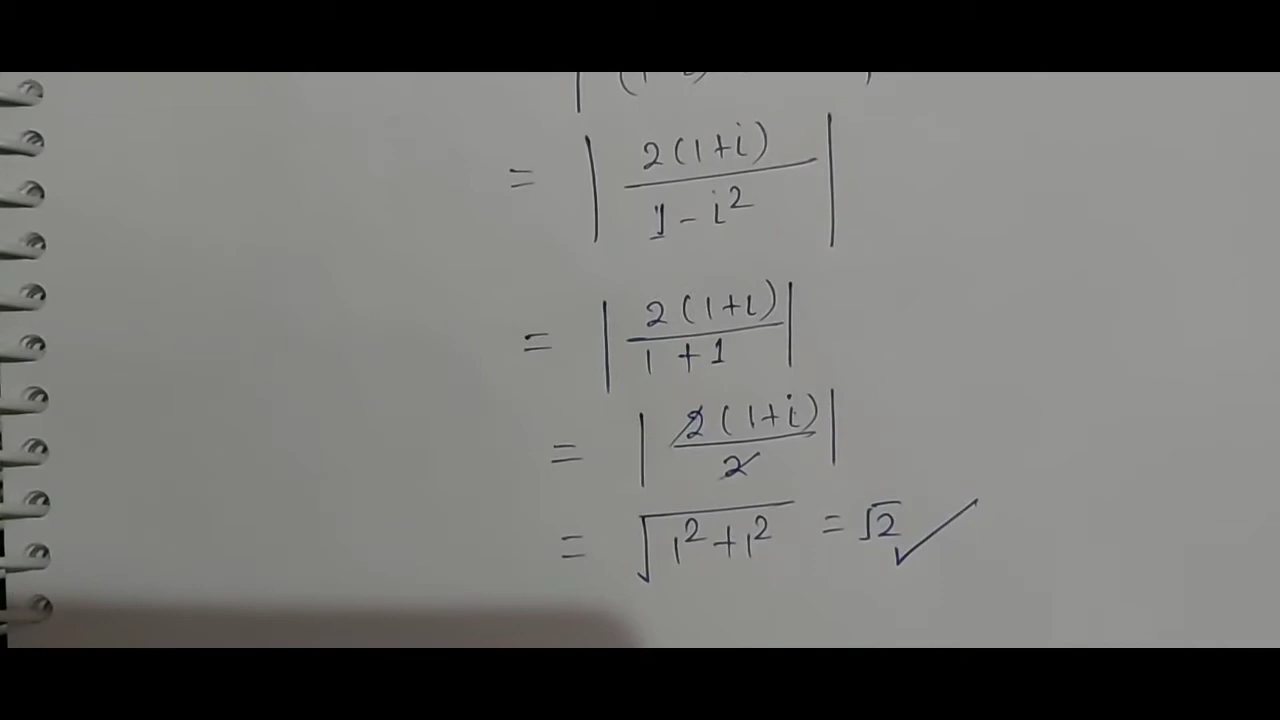 = | 2(1+i) / 1-i² |
= | 2(1+i) / 1+1 |
= | 2(1+i) / 2 |
= √1²+1² = √2 ✓